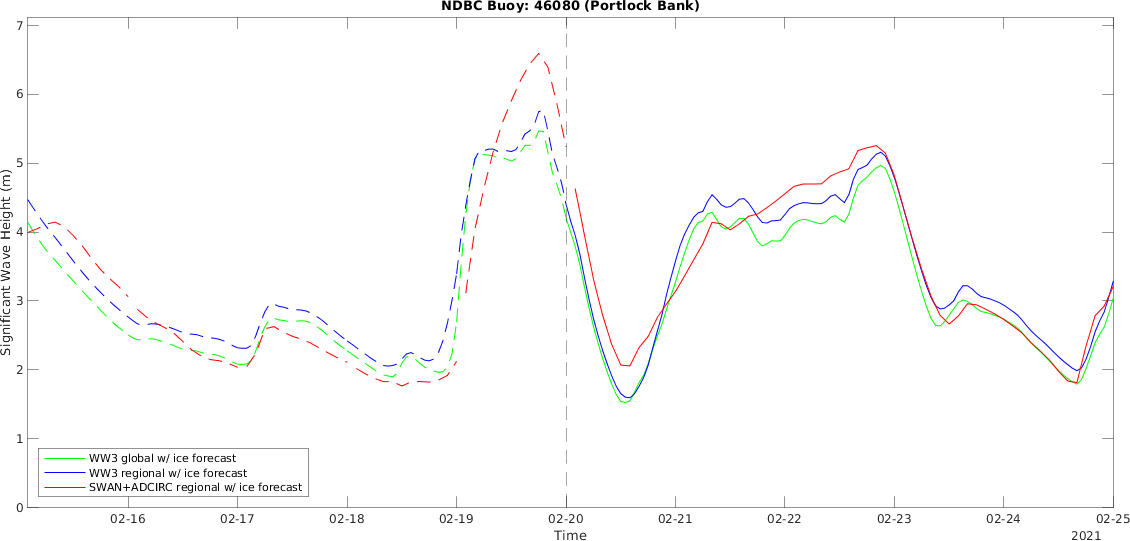 NDBC Buoy: 46080 (Portlock Bank)
7
6
5
4
3
2
1
0
Significant Wave Height (m)
WW3 global w/ ice forecast
WW3 regional w/ ice forecast
SWAN+ADCIRC regional w/ ice forecast
02-16 02-17 02-18 02-19 02-20 02-21 02-22 02-23 02-24 02-25
Time
2021